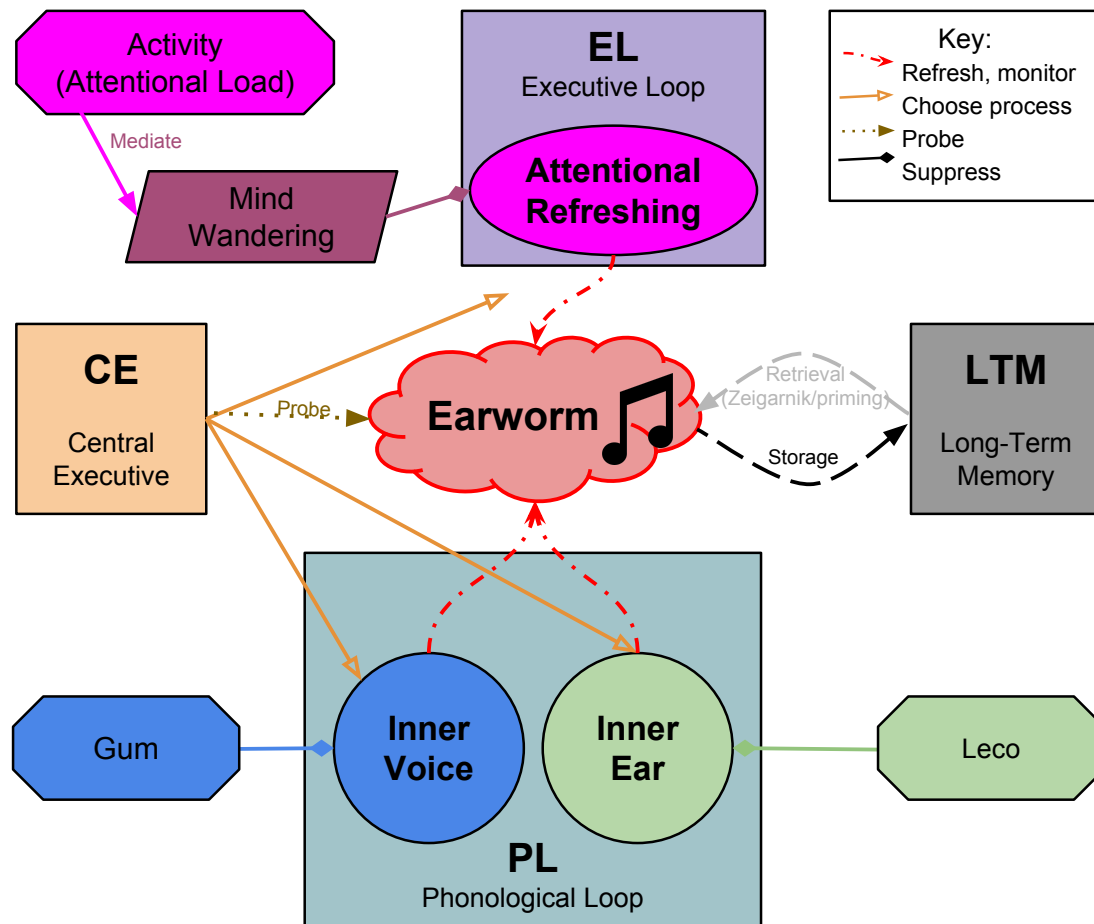 Activity
(Attentional Load)
EL
Executive Loop
Key:
Refresh, monitor
Choose process
Probe
Suppress
Mediate
Mind
Wandering
Attentional
Refreshing
CE
Central
Executive
Probe
Earworm
Retrieval
(Zeigarnik/priming)
Storage
LTM
Long-Term
Memory
Gum
Inner
Voice
Inner
Ear
Leco
PL
Phonological Loop